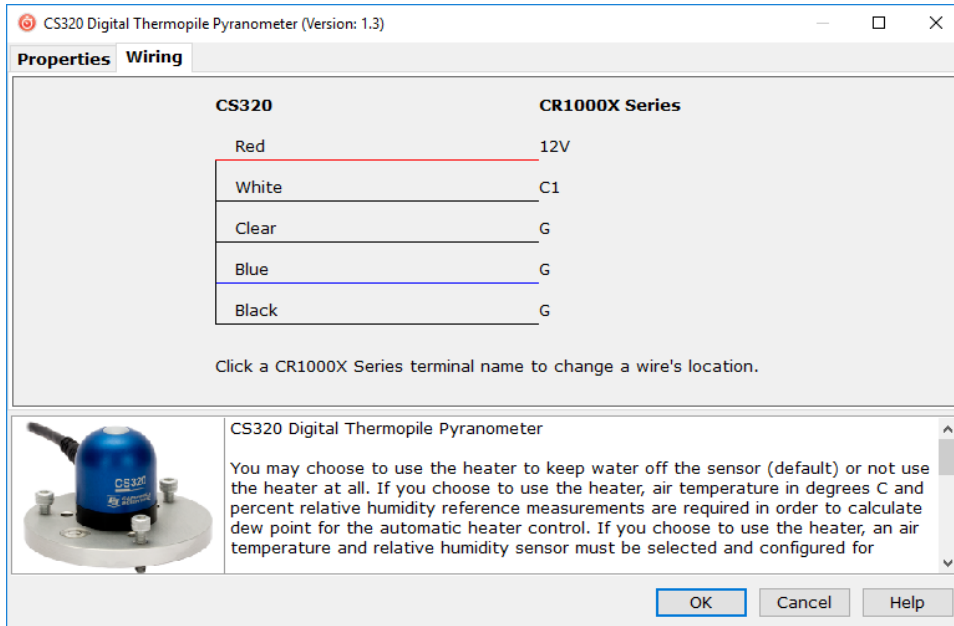 CS320 Digital Thermopile Pyranometer (Version: 1.3)
Properties Wiring
CS320 CR1000X Series
Red 12V
White C1
Clear G
Blue G
Black G
Click a CR1000X Series terminal name to change a wire's location.
CS320 Digital Thermopile Pyranometer
You may choose to use the heater to keep water off the sensor (default) or not use
the heater at all. If you choose to use the heater, air temperature in degrees C and
percent relative humidity reference measurements are required in order to calculate
dew point for the automatic heater control. If you choose to use the heater, an air
temperature and relative humidity sensor must be selected and configured for
CS320
OK Cancel Help